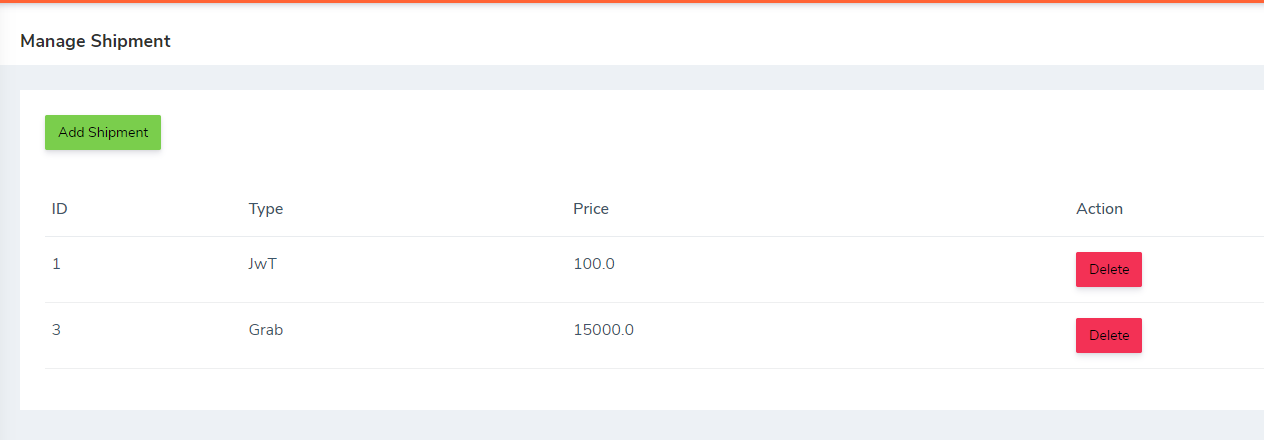 Manage Shipment
Add Shipment
ID Type Price Action
1 JwT 100.0 Delete
3 Grab 15000.0 Delete